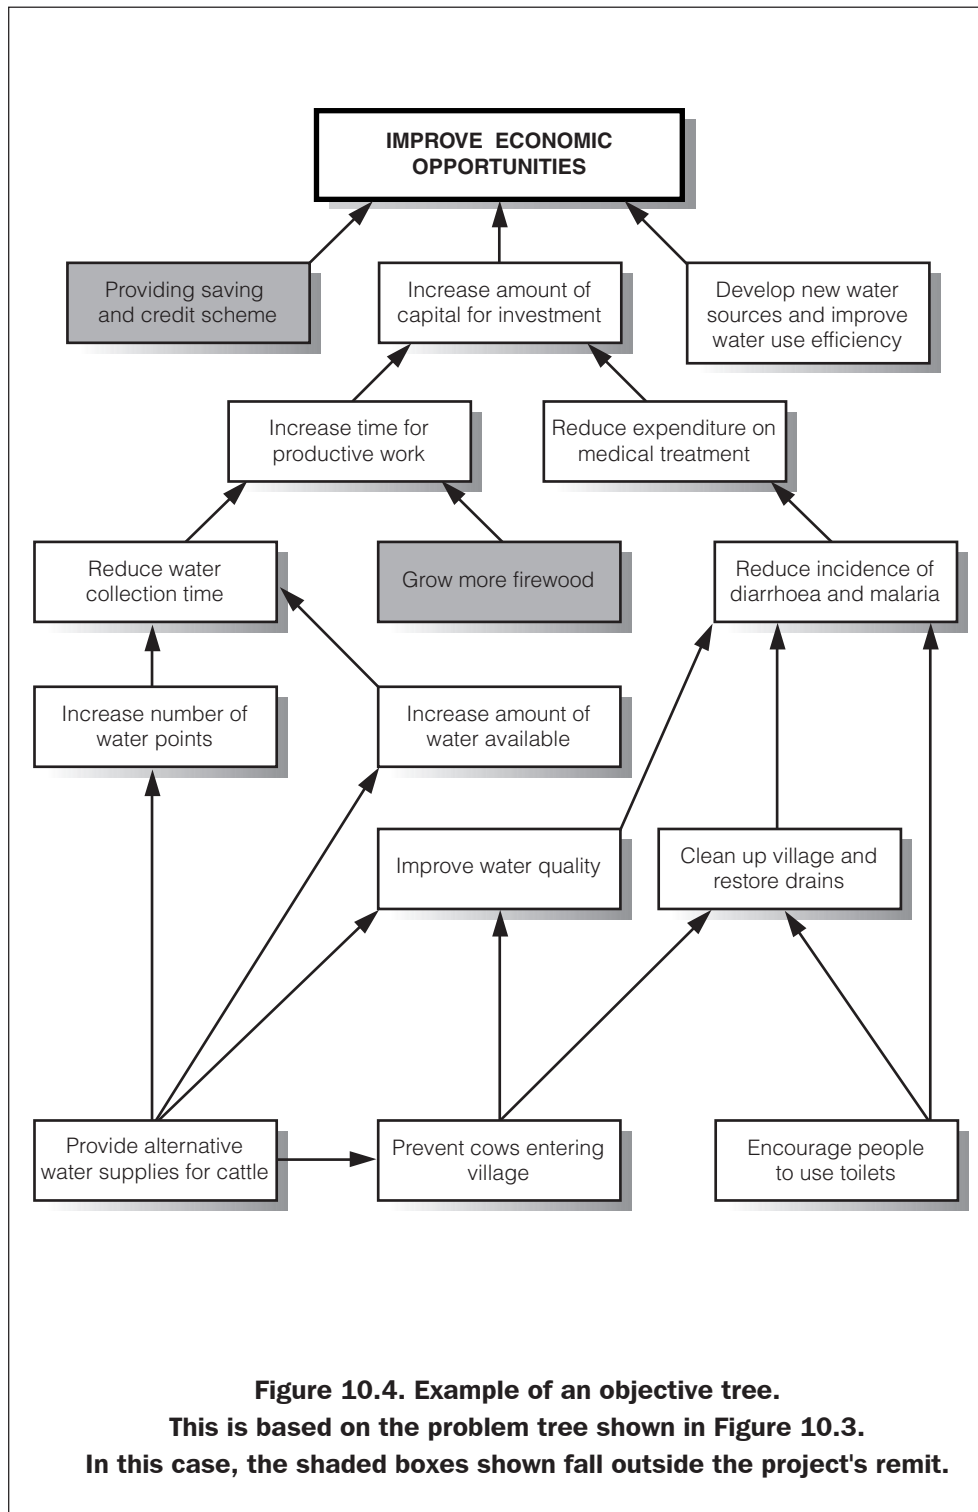 IMPROVE ECONOMIC
OPPORTUNITIES
Providing saving
and credit scheme
Increase amount of
capital for investment
Develop new water
sources and improve
water use efficiency
Increase time for
productive work
Reduce expenditure on
medical treatment
Reduce water
collection time
Grow more firewood
Reduce incidence of
diarrhoea and malaria
Increase number of
water points
Increase amount of
water available
Improve water quality
Clean up village and
restore drains
Provide alternative
water supplies for cattle
Prevent cows entering
village
Encourage people
to use toilets
Figure 10.4. Example of an objective tree.
This is based on the problem tree shown in Figure 10.3.
In this case, the shaded boxes shown fall outside the project's remit.